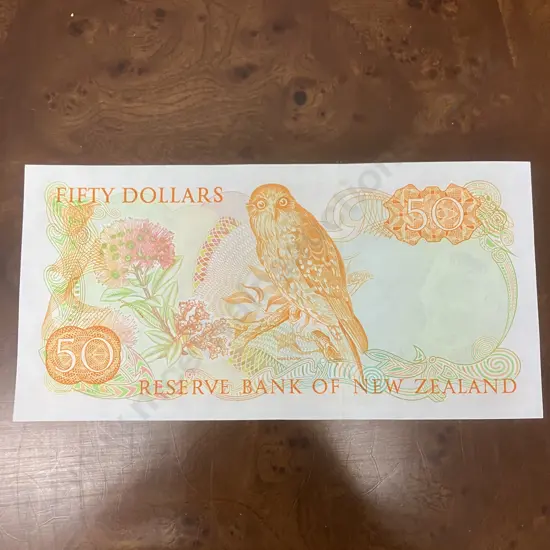 FIFTY DOLLARS
50
50
RESERVE BANK OF NEW ZEALAND